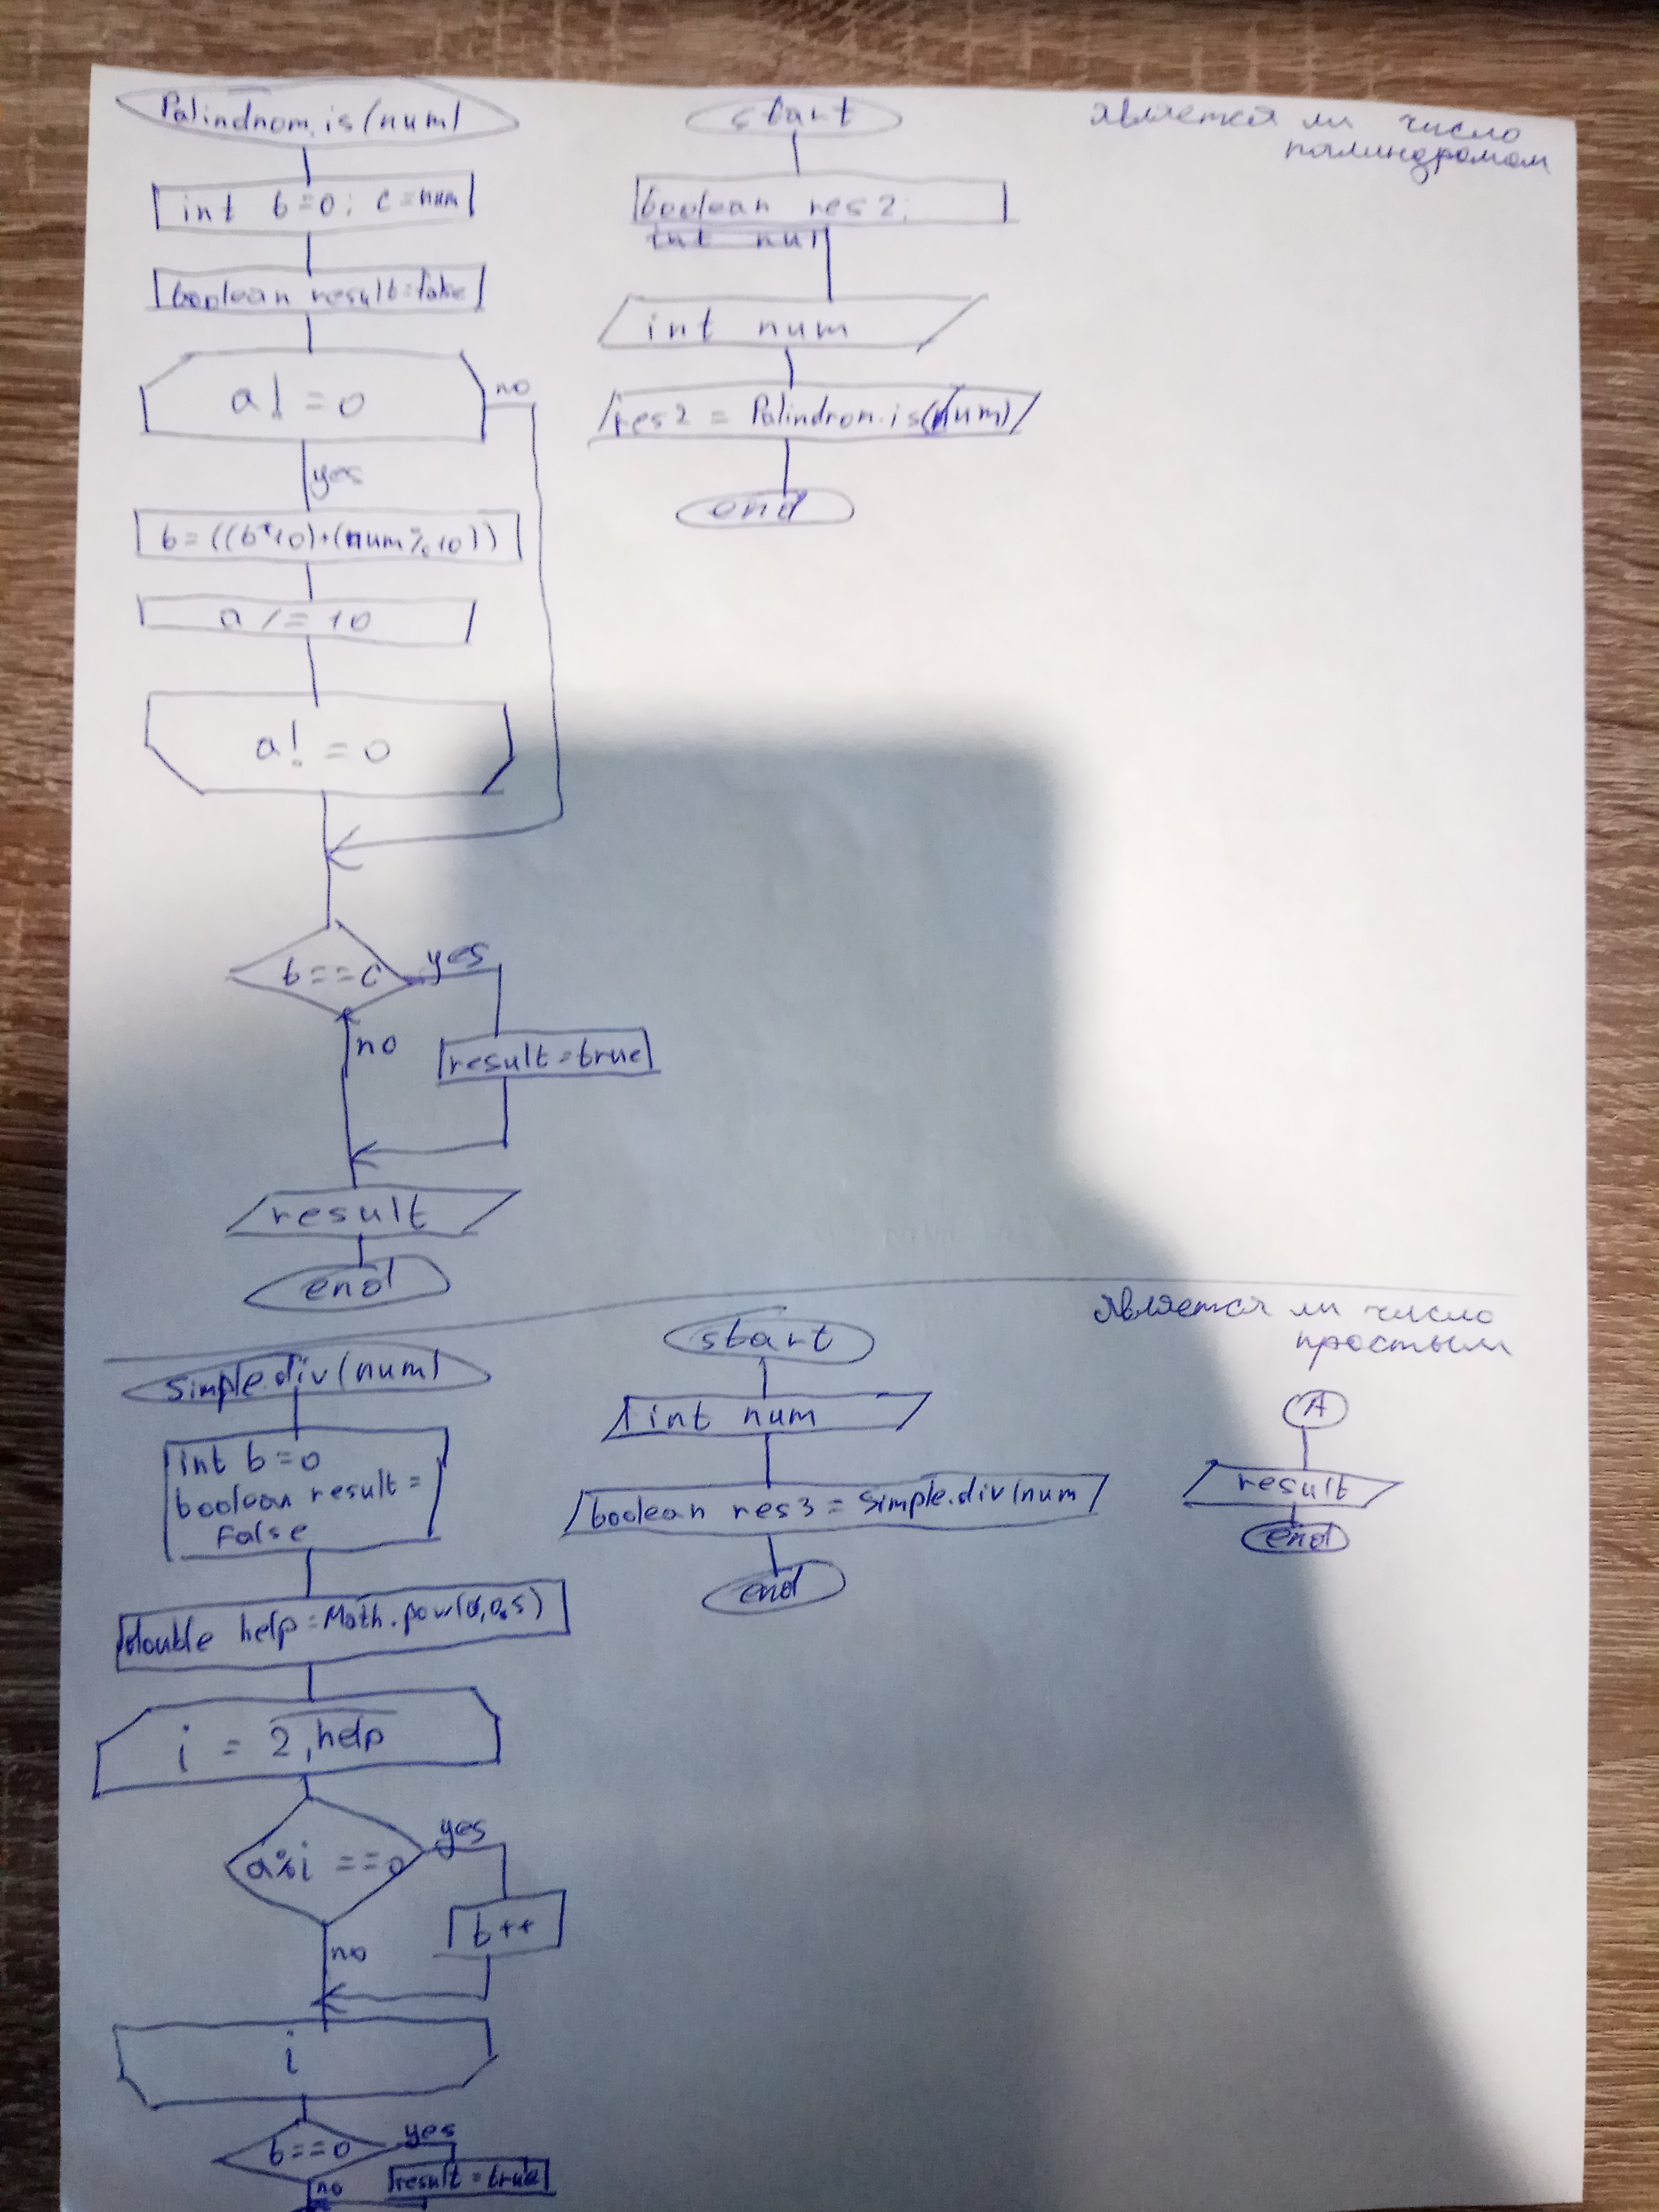 Palindrom.is(num)
int b=0; c=num
boolean result=false
a!=0
no
yes
b=((b*10)+(num%10))
a/=10
a!=0
b==c
yes
no
result=true
result
end
start
boolean res2;
int num
int num
res2 = Palindrom.is(num)
end
является ли число
палиндромом
simple.div(num)
int b=0
boolean result=
False
double help=Math.pow(a,0.5)
i = 2,help
a%i ==0
yes
b++
no
i
b==0
yes
result=true
no
start
int num
boolean res3 = simple.div(num
end
является ли число
простым
A
result
end